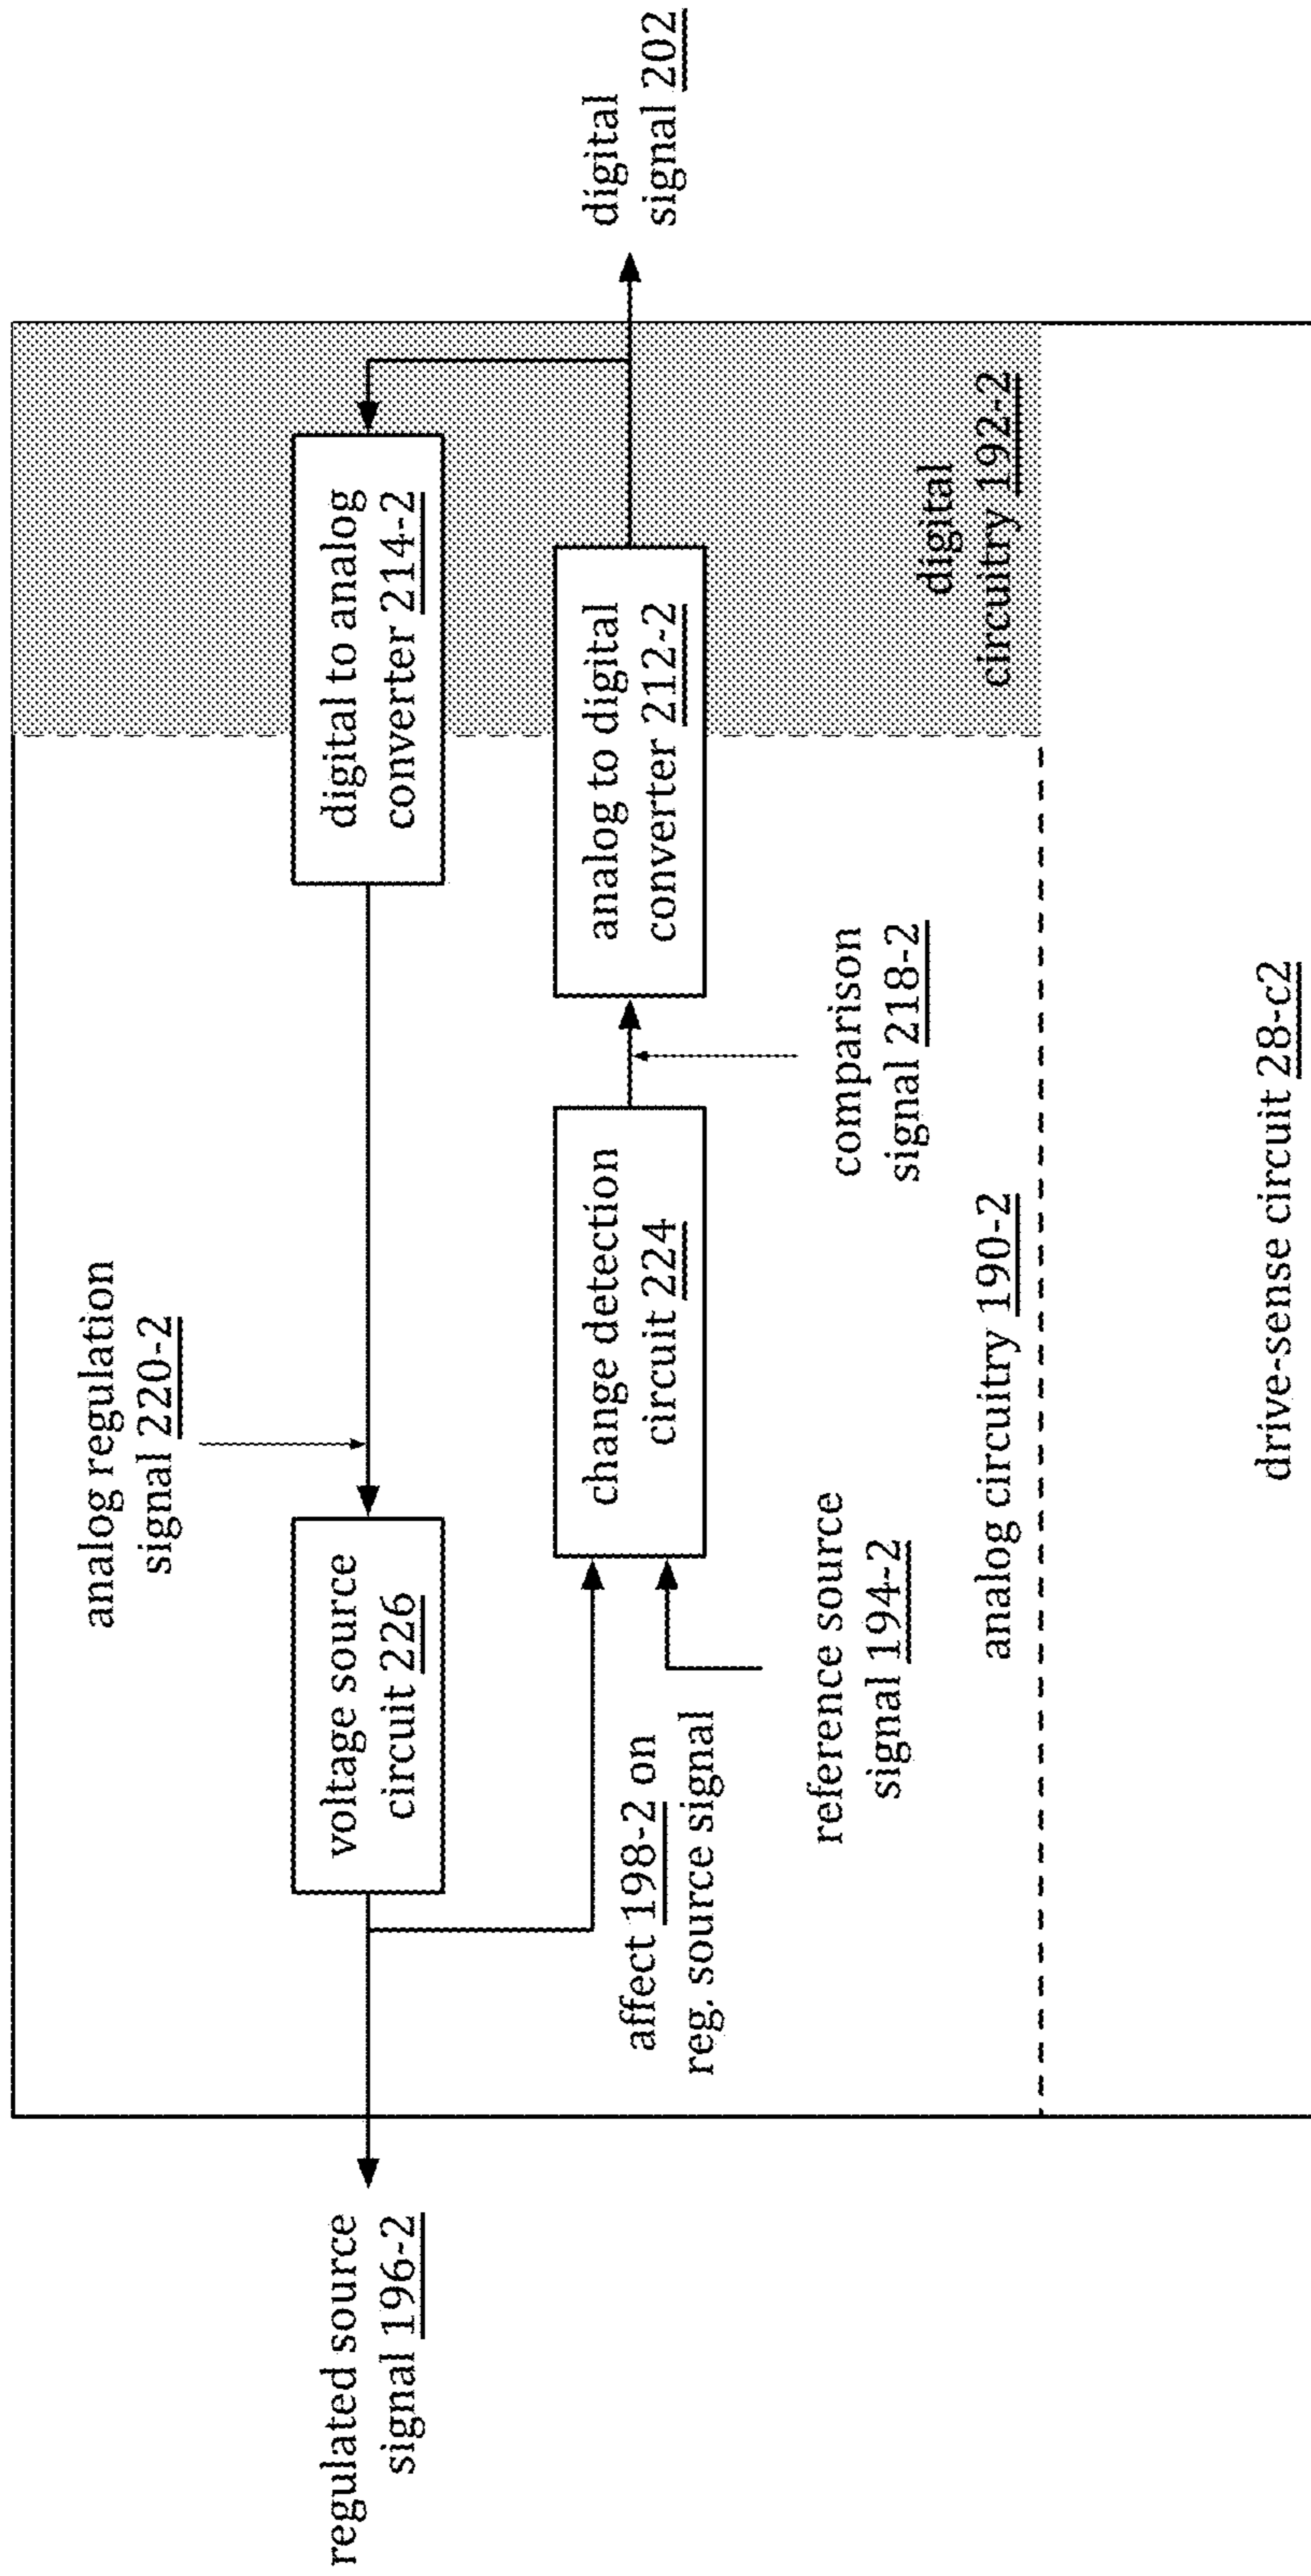 analog regulation
signal 220-2
regulated source
signal 196-2
voltage source
circuit 226
digital to analog
converter 214-2
affect 198-2 on
reg. source signal
change detection
circuit 224
analog to digital
converter 212-2
digital
signal 202
reference source
signal 194-2
comparison
signal 218-2
analog circuitry 190-2
digital
circuitry 192-2
drive-sense circuit 28-c2